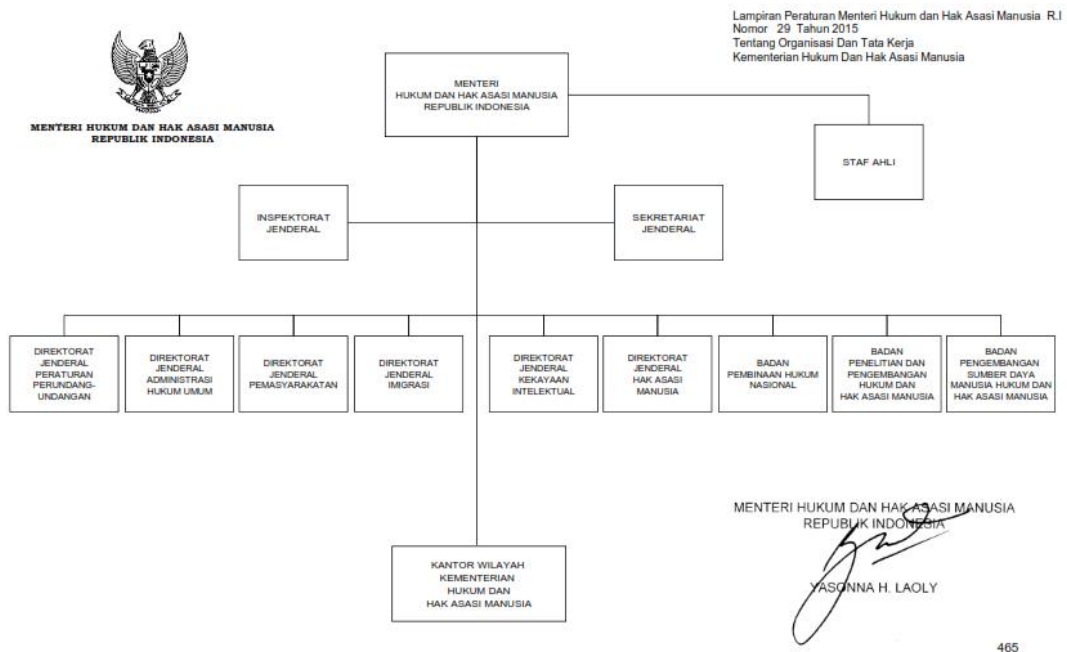 Lampiran Peraturan Menteri Hukum dan Hak Asasi Manusia R.I
Nomor 29 Tahun 2015
Tentang Organisasi Dan Tata Kerja
Kementerian Hukum Dan Hak Asasi Manusia
MENTERI HUKUM DAN HAK ASASI MANUSIA
REPUBLIK INDONESIA
MENTERI
HUKUM DAN HAK ASASI MANUSIA
REPUBLIK INDONESIA
STAF AHLI
INSPEKTORAT
JENDERAL
SEKRETARIAT
JENDERAL
DIREKTORAT
JENDERAL
PERATURAN
PERUNDANG-
UNDANGAN
DIREKTORAT
JENDERAL
ADMINISTRASI
HUKUM UMUM
DIREKTORAT
JENDERAL
PEMASYARAKATAN
DIREKTORAT
JENDERAL
IMIGRASI
DIREKTORAT
JENDERAL
KEKAYAAN
INTELEKTUAL
DIREKTORAT
JENDERAL
HAK ASASI
MANUSIA
BADAN
PEMBINAAN HUKUM
NASIONAL
BADAN
PENELITIAN DAN
PENGEMBANGAN
HUKUM DAN
HAK ASASI MANUSIA
BADAN
PENGEMBANGAN
SUMBER DAYA
MANUSIA HUKUM DAN
HAK ASASI MANUSIA
KANTOR WILAYAH
KEMENTERIAN
HUKUM DAN
HAK ASASI MANUSIA
MENTERI HUKUM DAN HAK ASASI MANUSIA
REPUBLIK INDONESIA
YASONNA H. LAOLY
465